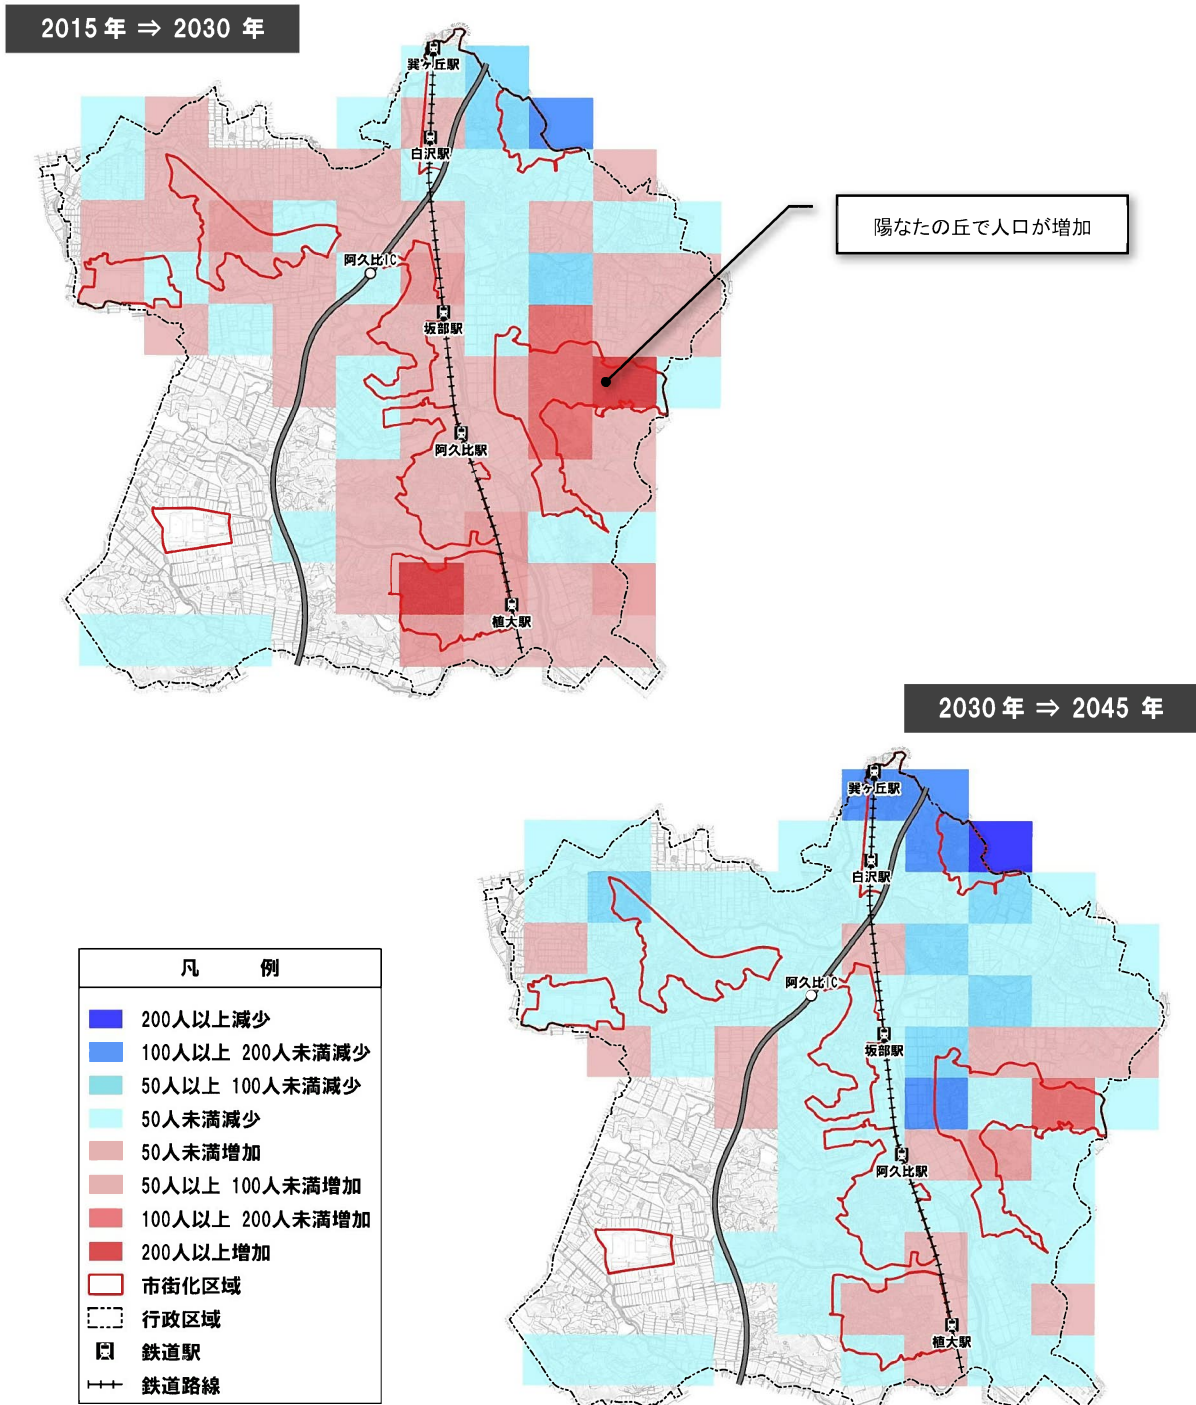 2015年 ⇒ 2030 年
巽ヶ丘駅
白沢駅
陽なたの丘で人口が増加
阿久比IC
坂部駅
阿久比駅
植大駅
2030年 ⇒ 2045 年
巽ヶ丘駅
白沢駅
阿久比IC
坂部駅
阿久比駅
植大駅
凡 例
200人以上減少
100人以上 200人未満減少
50人以上 100人未満減少
50人未満減少
50人未満増加
50人以上 100人未満増加
100人以上 200人未満増加
200人以上増加
市街化区域
行政区域
鉄道駅
鉄道路線